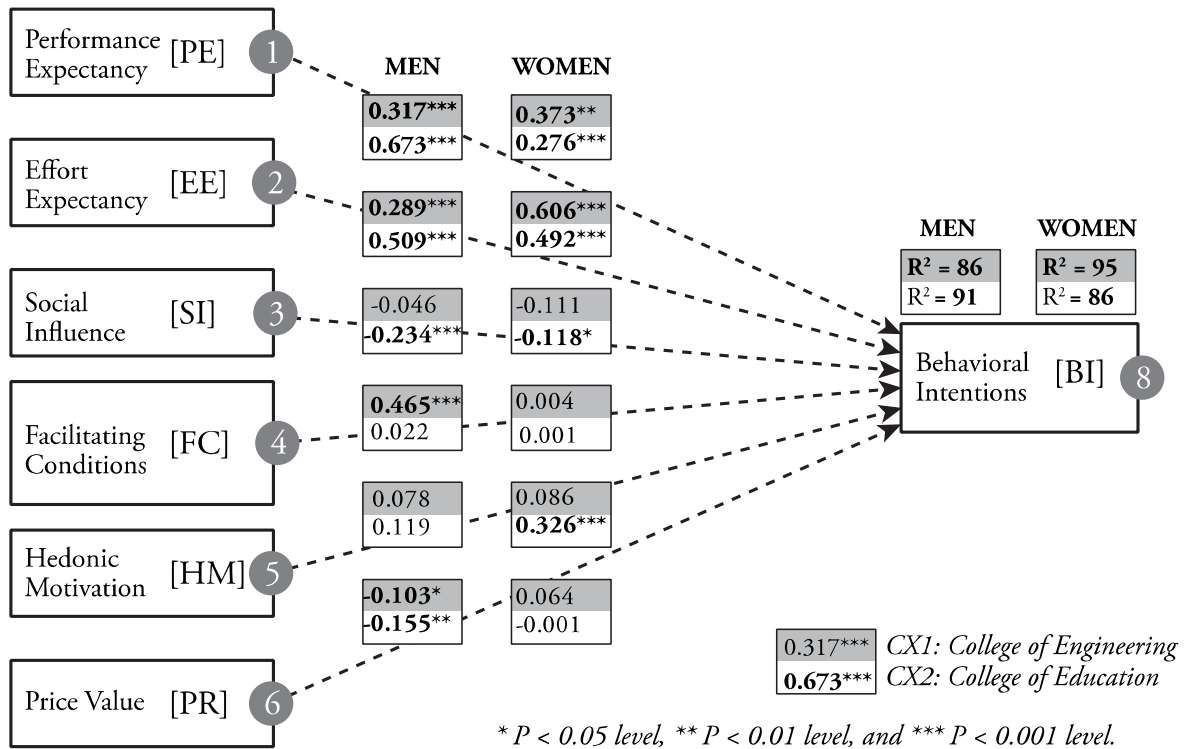 Performance
Expectancy [PE] 1
MEN WOMEN
0.317*** 0.373**
0.673*** 0.276***
Effort
Expectancy [EE] 2
0.289*** 0.606***
0.509*** 0.492***
MEN WOMEN
R² = 86 R² = 95
R² = 91 R² = 86
Social
Influence [SI] 3
-0.046 -0.111
-0.234*** -0.118*
Behavioral
Intentions [BI] 8
Facilitating
Conditions [FC] 4
0.465*** 0.004
0.022 0.001
Hedonic
Motivation [HM] 5
0.078 0.086
0.119 0.326***
Price Value [PR] 6
-0.103* 0.064
-0.155** -0.001
0.317*** CX1: College of Engineering
0.673*** CX2: College of Education
* P < 0.05 level, ** P < 0.01 level, and *** P < 0.001 level.